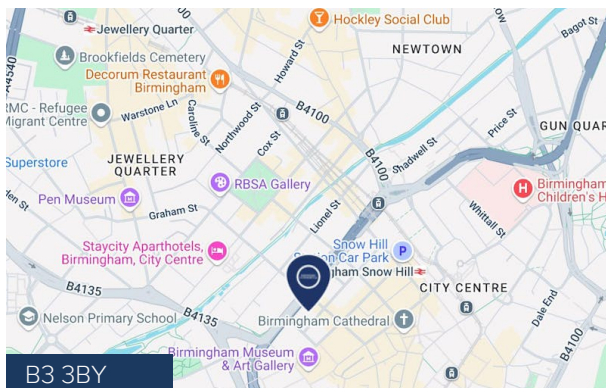 Jewellery Quarter
Hockley Social Club
Bagot St
Brookfields Cemetery
NEWTOWN
Decorum Restaurant
Birmingham
Howard St
A4540
RMC - Refugee
Migrant Centre
Warstone Ln
Caroline St
Northwood St
Cox St
B4100
Price St
GUN QUAR
Superstore
JEWELLERY
QUARTER
B4100
Shadwell St
RBSA Gallery
Birmingham
Children's H
Pen Museum
den St
Graham St
Lionel St
Whittall St
Staycity Aparthotels,
Birmingham, City Centre
Snow Hill
Car Park
ingham Snow Hill
CITY CENTRE
B4135
Nelson Primary School
B4135
Birmingham Cathedral
Dale End
B4100
Birmingham Museum
& Art Gallery
B3 3BY